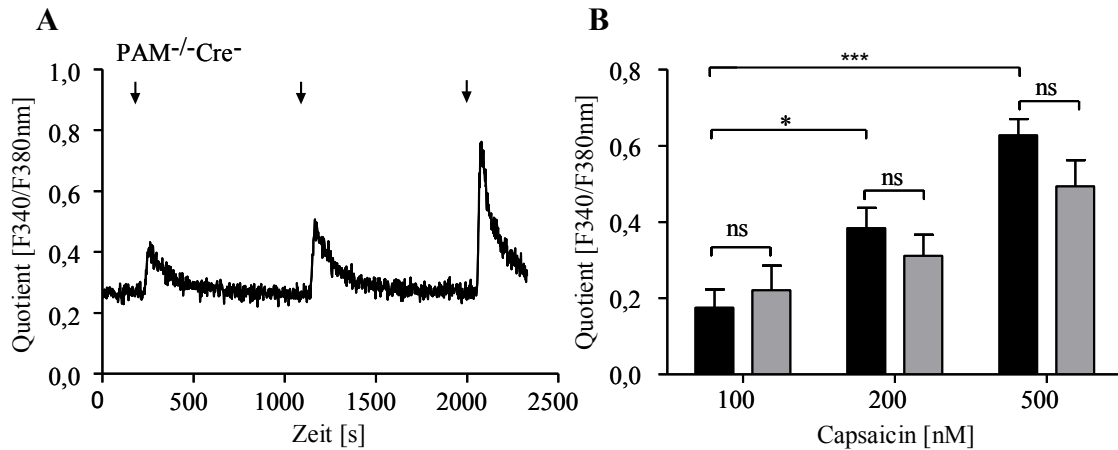 A
PAM-/-Cre-
1,0
0,8
0,6
0,4
0,2
0,0
Quotient [F340/F380nm]
0 500 1000 1500 2000 2500
Zeit [s]
B
0,8
0,6
0,4
0,2
0,0
Quotient [F340/F380nm]
***
ns
*
ns
ns
100 200 500
Capsaicin [nM]